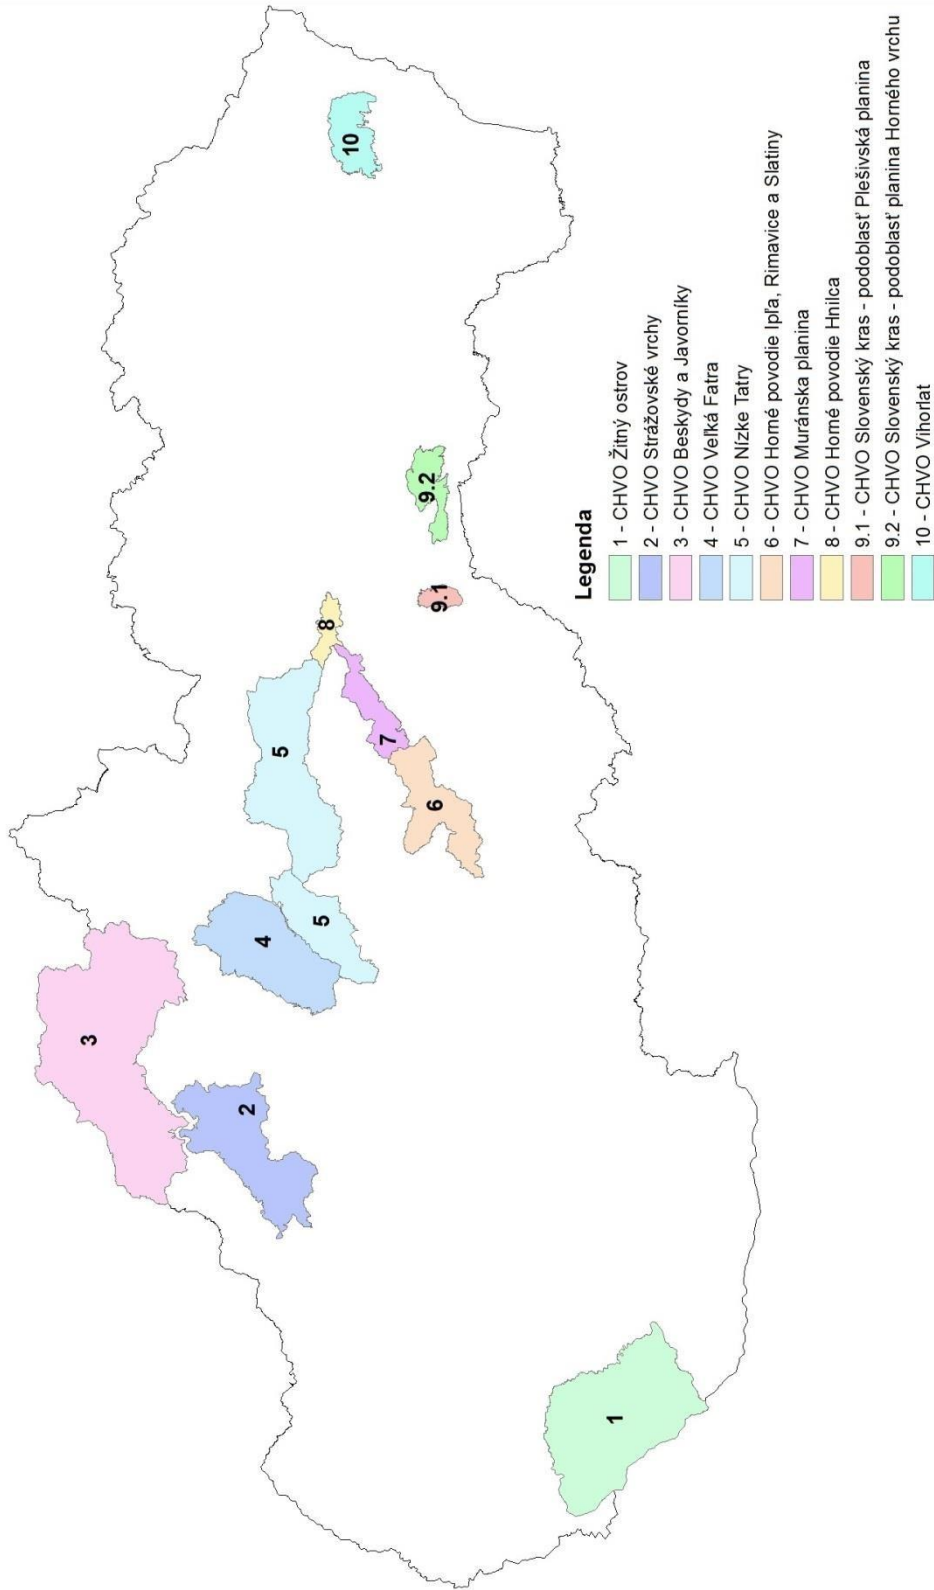 3
10
2
4
5
8
5
9.2
7
9.1
6
1
Legenda
1 - CHVO Žitný ostrov
2 - CHVO Strážovské vrchy
3 - CHVO Beskydy a Javorníky
4 - CHVO Veľká Fatra
5 - CHVO Nízke Tatry
6 - CHVO Horné povodie Ipľa, Rimavice a Slatiny
7 - CHVO Muránska planina
8 - CHVO Horné povodie Hnilca
9.1 - CHVO Slovenský kras - podoblasť Plešivská planina
9.2 - CHVO Slovenský kras - podoblasť planina Horného vrchu
10 - CHVO Vihorlat